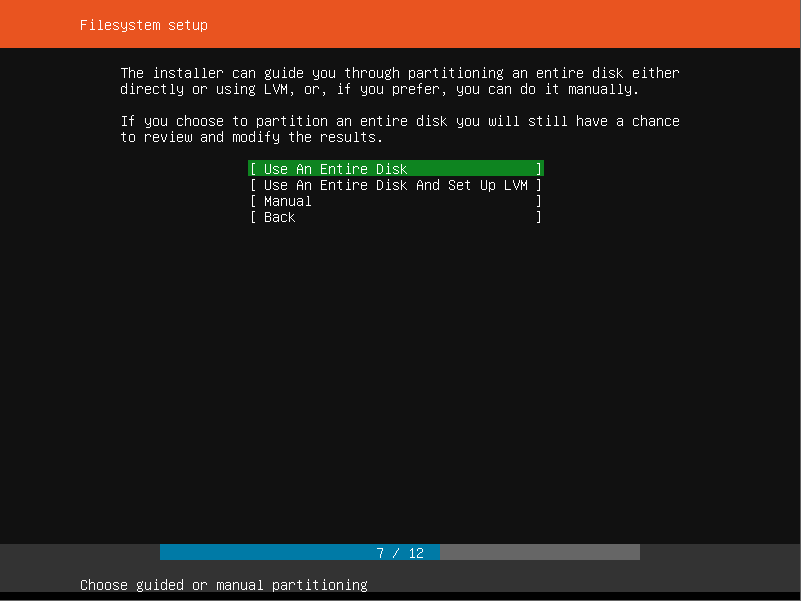 Filesystem setup
The installer can guide you through partitioning an entire disk either
directly or using LVM, or, if you prefer, you can do it manually.
If you choose to partition an entire disk you will still have a chance
to review and modify the results.
[ Use An Entire Disk ]
[ Use An Entire Disk And Set Up LVM ]
[ Manual ]
[ Back ]
7 / 12
Choose guided or manual partitioning